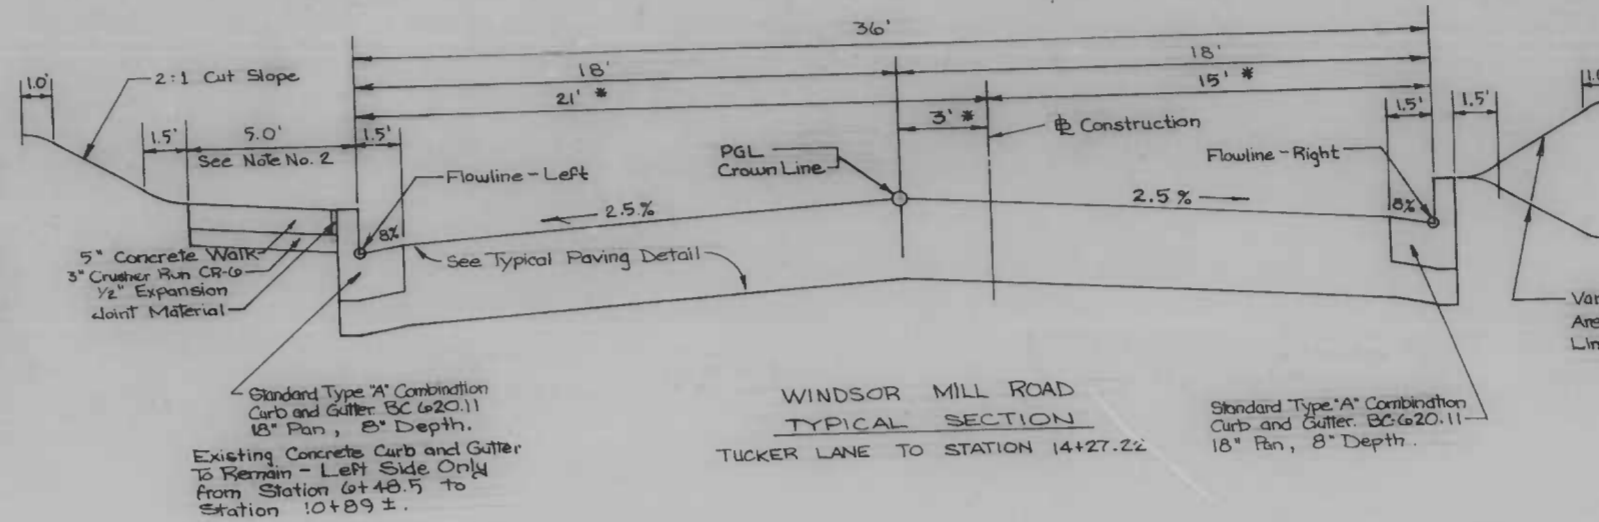 36'
18'
18'
21' *
15' *
3' *
1.0'
2:1 Cut Slope
1.5'
5.0'
See Note No. 2
1.5'
1.5'
1.5'
℄ Construction
PGL
Crown Line
Flowline - Left
Flowline - Right
2.5%
2.5%
8%
8%
See Typical Paving Detail
5" Concrete Walk
3" Crusher Run CR-6
1/2" Expansion
Joint Material
Standard Type "A" Combination
Curb and Gutter. BC 620.11
18" Pan, 8" Depth.
Existing Concrete Curb and Gutter
To Remain - Left Side Only
from Station 6+48.5 to
Station 10+89 ±.
WINDSOR MILL ROAD
TYPICAL SECTION
TUCKER LANE TO STATION 14+27.22
Standard Type "A" Combination
Curb and Gutter. BC-620.11
18" Pan, 8" Depth.